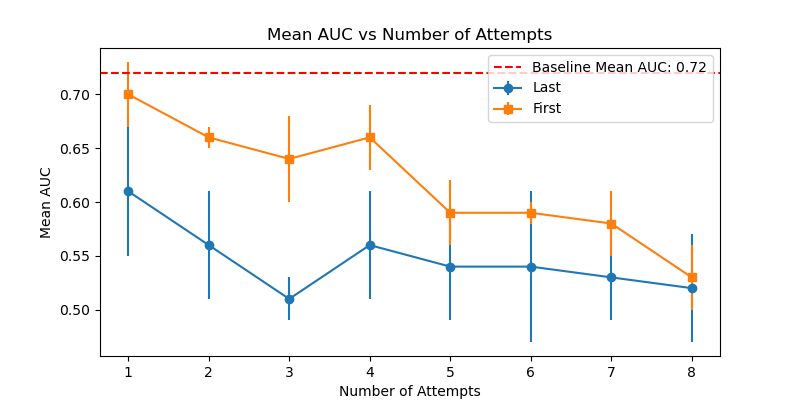 Mean AUC vs Number of Attempts
Baseline Mean AUC: 0.72
Last
First
Mean AUC
0.70
0.65
0.60
0.55
0.50
1 2 3 4 5 6 7 8
Number of Attempts